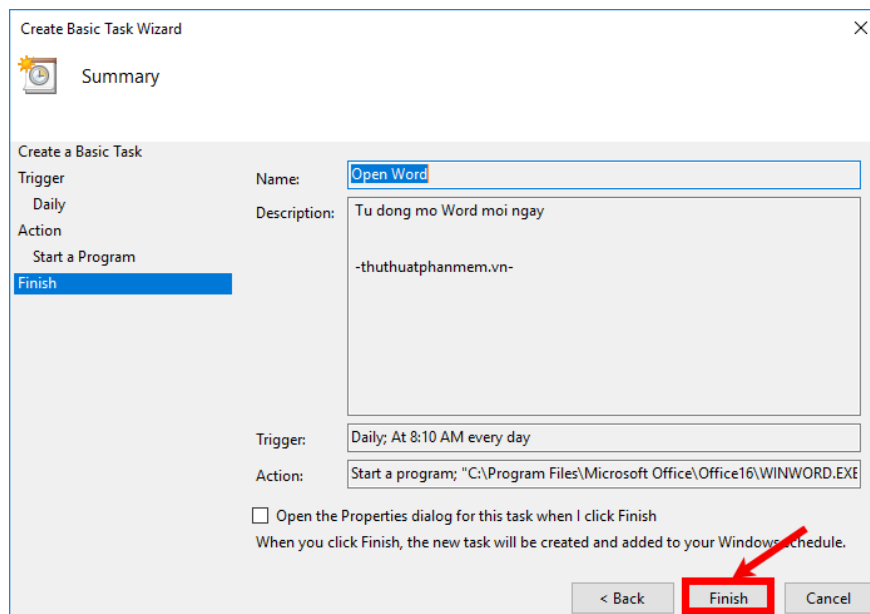 Create Basic Task Wizard
Summary
Create a Basic Task
Trigger
Daily
Action
Start a Program
Finish
Name: Open Word
Description: Tu dong mo Word moi ngay
-thuthuatphanmem.vn-
Trigger: Daily; At 8:10 AM every day
Action: Start a program; "C:\Program Files\Microsoft Office\Office16\WINWORD.EXE
Open the Properties dialog for this task when I click Finish
When you click Finish, the new task will be created and added to your Windows schedule.
< Back Finish Cancel